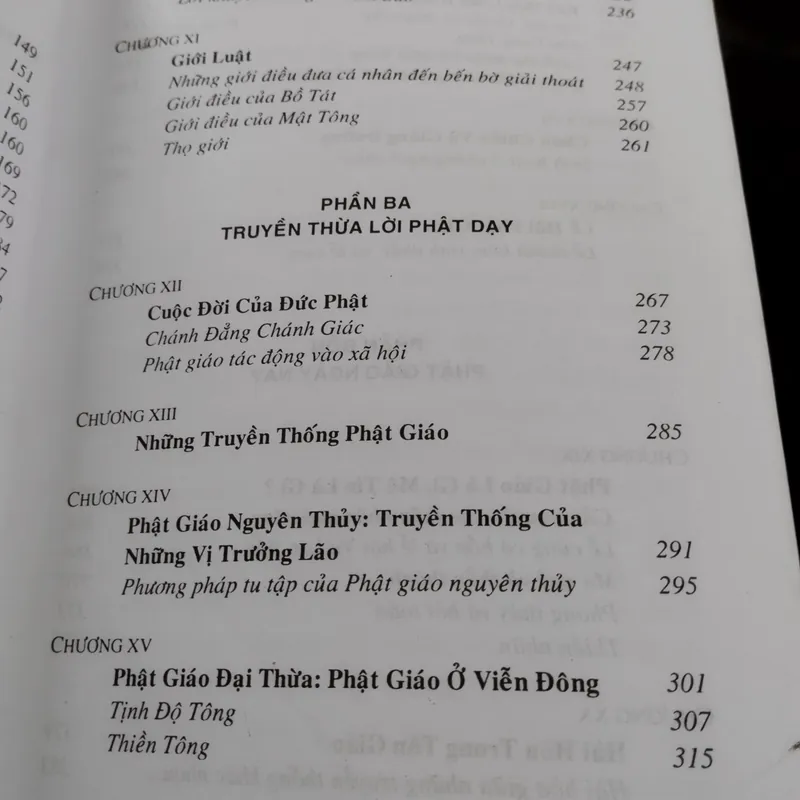 236
149
151
156
160
160
169
CHƯƠNG XI
Giới Luật 247
Những giới điều đưa cá nhân đến bến bờ giải thoát 248
Giới điều của Bồ Tát 257
Giới điều của Mật Tông 260
Thọ giới 261
PHẦN BA
TRUYỀN THỪA LỜI PHẬT DẠY
CHƯƠNG XII
Cuộc Đời Của Đức Phật 267
Chánh Đẳng Chánh Giác 273
Phật giáo tác động vào xã hội 278
CHƯƠNG XIII
Những Truyền Thống Phật Giáo 285
CHƯƠNG XIV
Phật Giáo Nguyên Thủy: Truyền Thống Của
Những Vị Trưởng Lão 291
Phương pháp tu tập của Phật giáo nguyên thủy 295
CHƯƠNG XV
Phật Giáo Đại Thừa: Phật Giáo Ở Viễn Đông 301
Tịnh Độ Tông 307
Thiền Tông 315